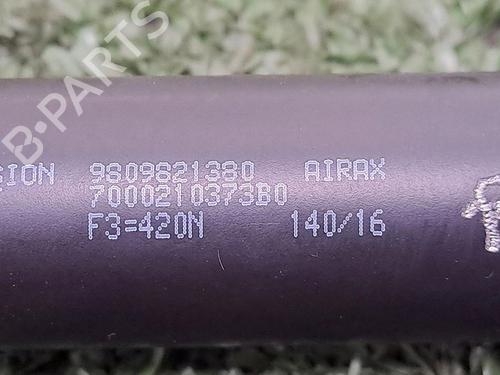 B-PARTS
SION 9809821380 AIRAX
7000210373B0
F3=420N 140/16